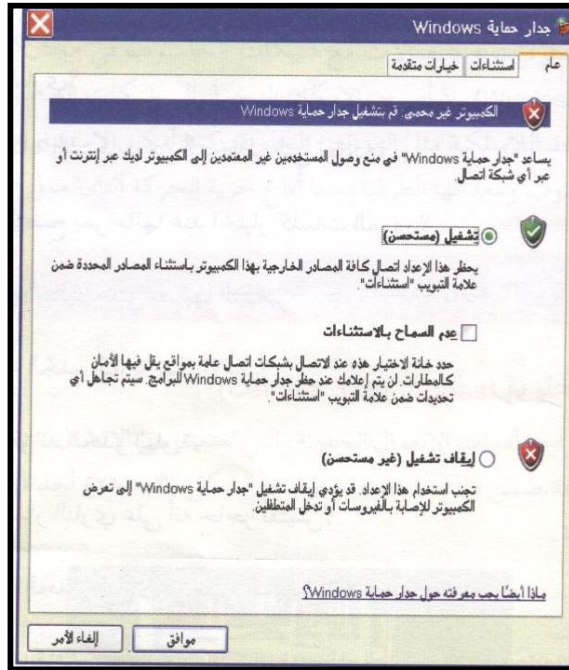 جدار حماية Windows
عام استثناءات خيارات متقدمة
الكمبيوتر غير محمي: قم بتشغيل جدار حماية Windows
يساعد "جدار حماية Windows" في منع وصول المستخدمين غير المعتمدين إلى الكمبيوتر لديك عبر إنترنت أو
عبر أي شبكة اتصال.
تشغيل (مستحسن)
يحظر هذا الإعداد اتصال كافة المصادر الخارجية بهذا الكمبيوتر باستثناء المصادر المحددة ضمن
علامة التبويب "استثناءات".
عدم السماح بالاستثناءات
حدد خانة الاختيار هذه عند الاتصال بشبكات اتصال عامة بمواقع يقل فيها الأمان
كالمطارات. لن يتم إعلامك عند حظر جدار حماية Windows للبرامج. سيتم تجاهل أي
تحديدات ضمن علامة التبويب "استثناءات".
إيقاف تشغيل (غير مستحسن)
تجنب استخدام هذا الإعداد. قد يؤدي إيقاف تشغيل "جدار حماية Windows" إلى تعرض
الكمبيوتر للإصابة بالفيروسات أو تدخل المتطفلين.
ماذا أيضًا يجب معرفته حول جدار حماية Windows؟
موافق إلغاء الأمر